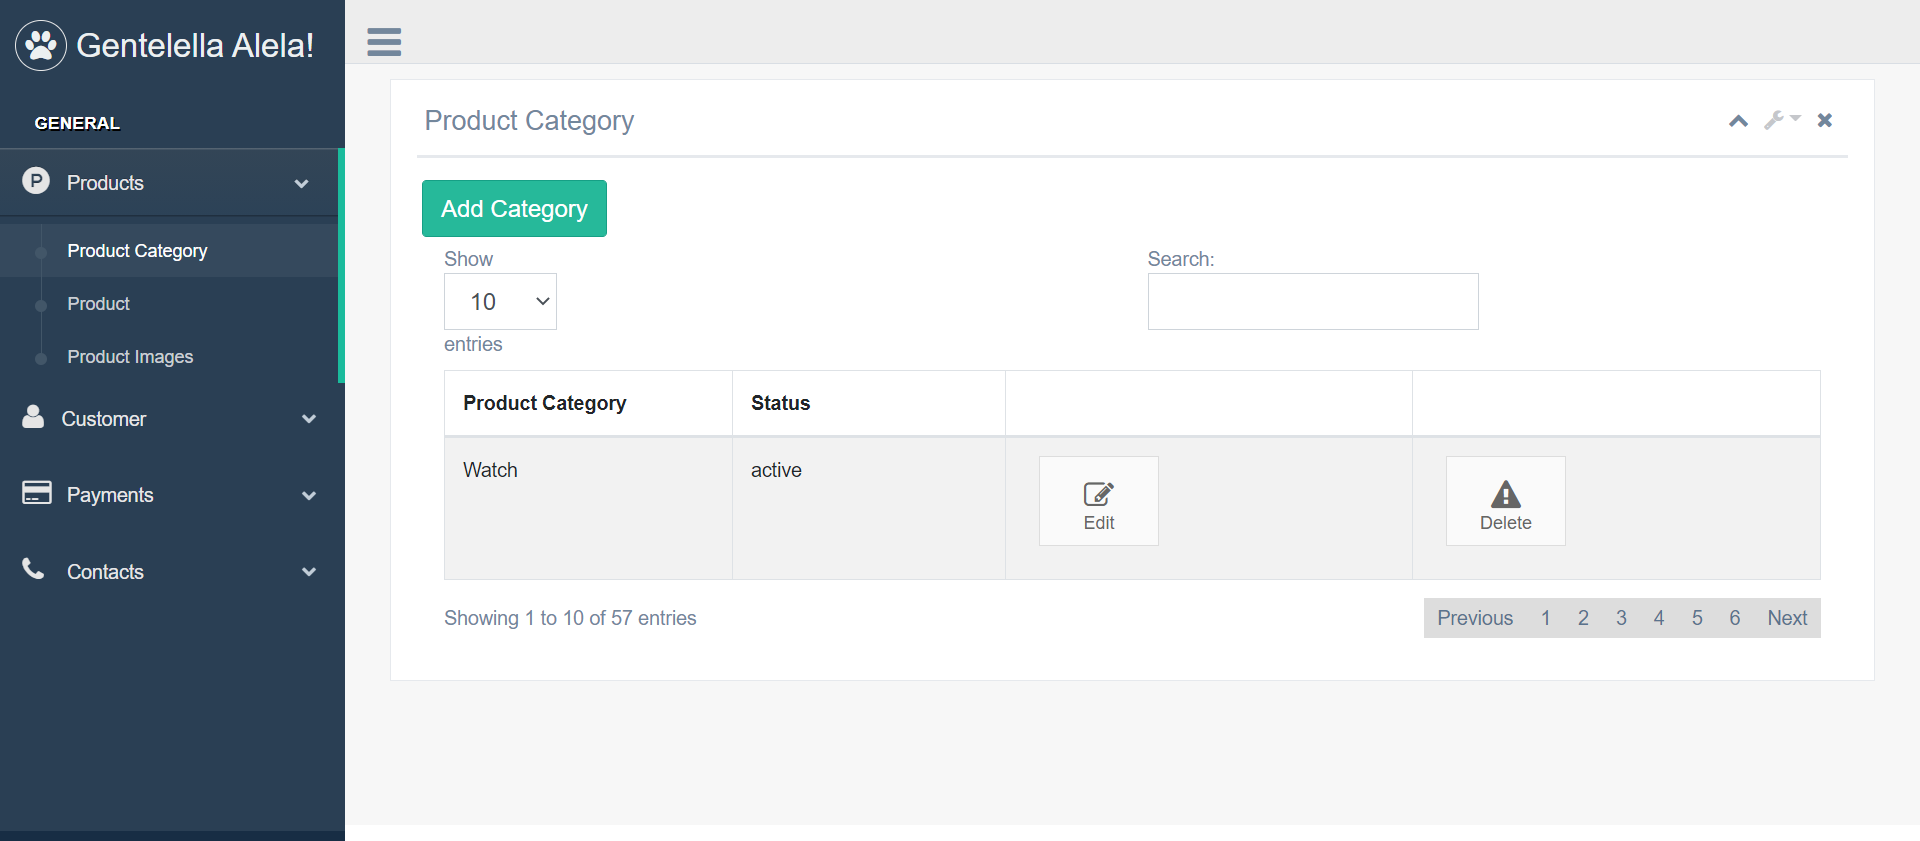 Gentelella Alela!
GENERAL
P Products
Product Category
Product
Product Images
Customer
Payments
Contacts
Product Category
Add Category
Show
10
entries
Search:
Product Category Status
Watch active Edit Delete
Showing 1 to 10 of 57 entries
Previous 1 2 3 4 5 6 Next